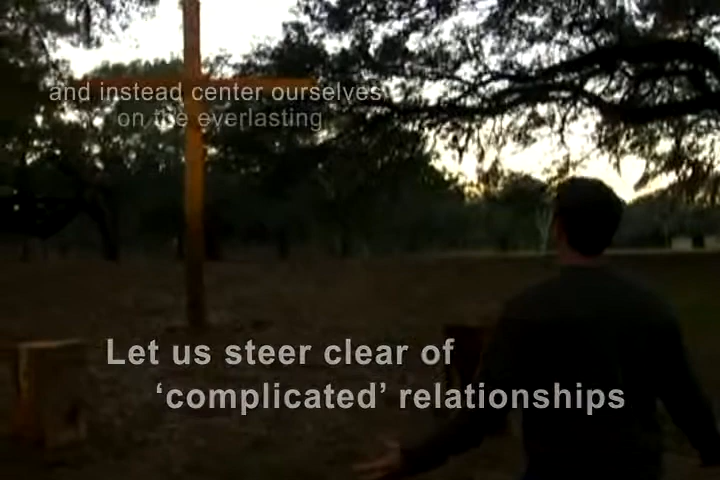 and instead center ourselves
on the everlasting
Let us steer clear of
‘complicated’ relationships